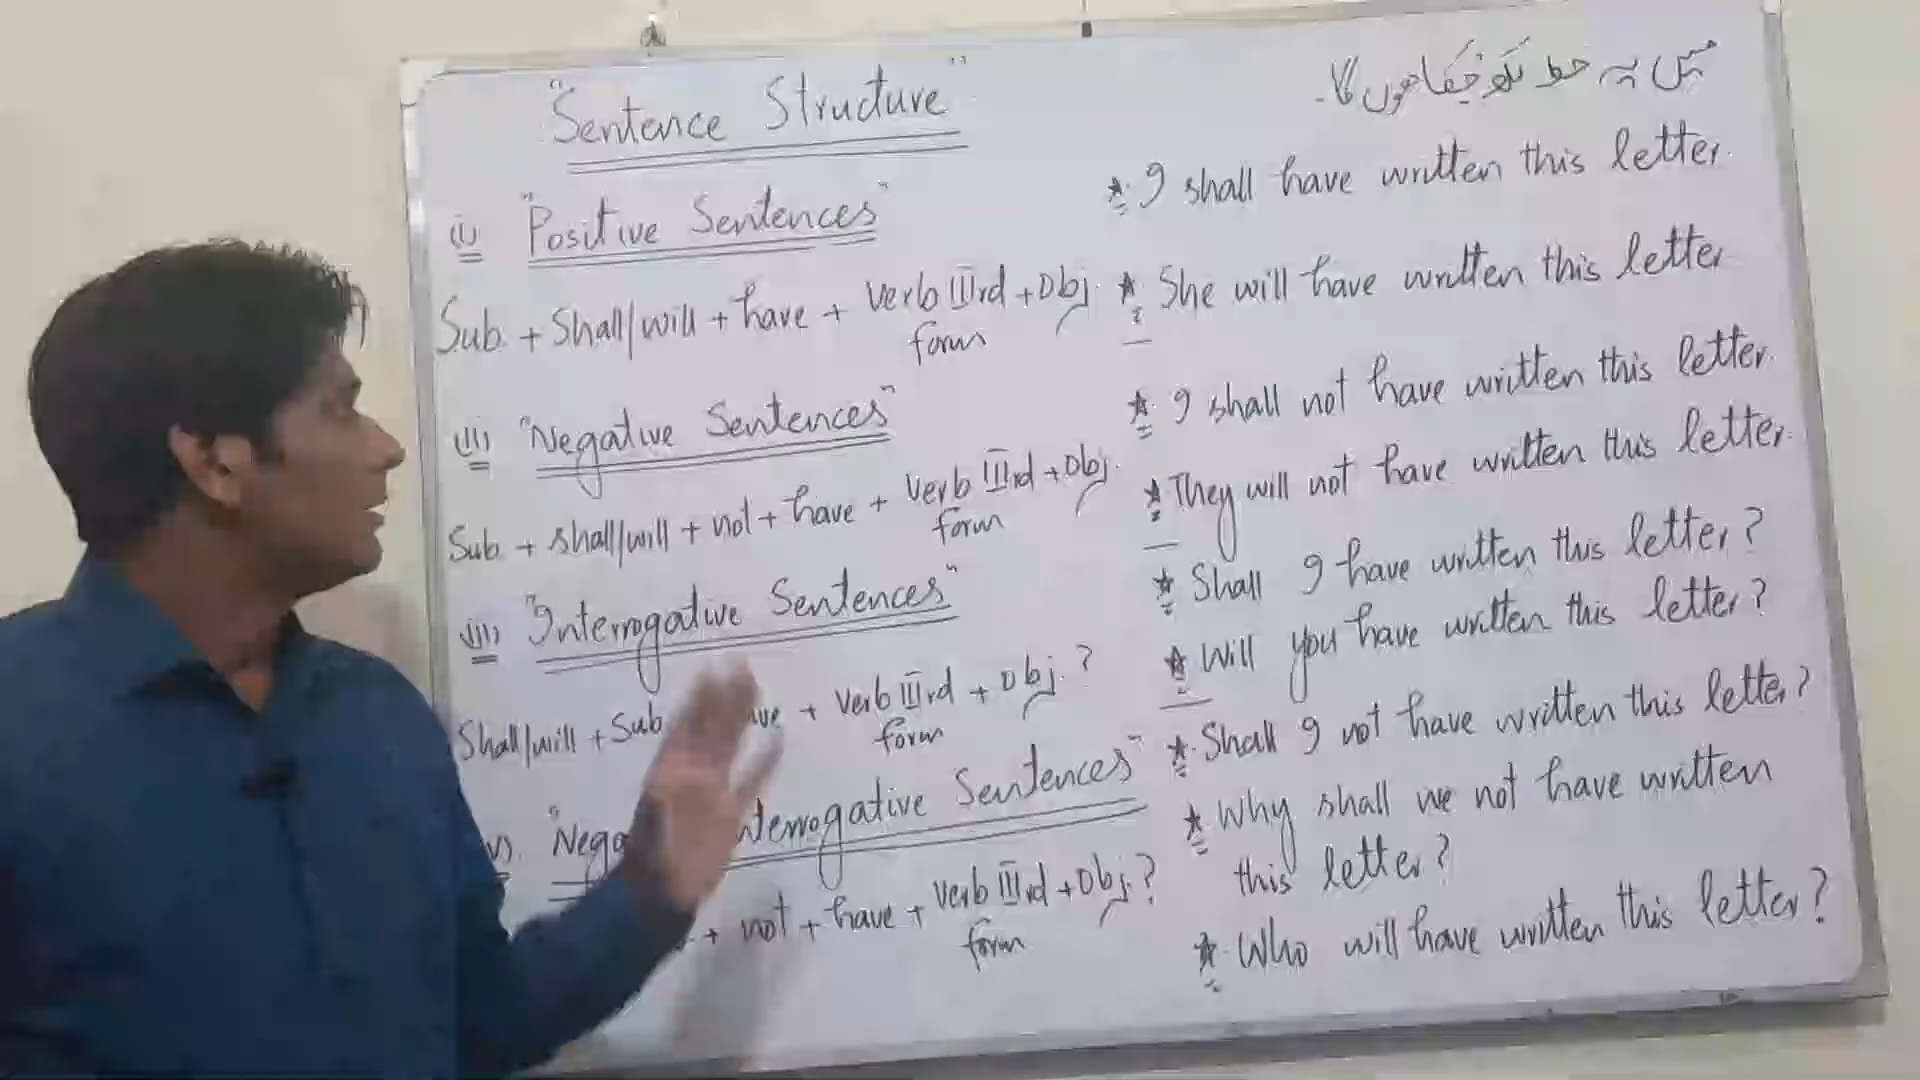 "Sentence Structure"
(i) "Positive Sentences"
Sub. + Shall/will + have + Verb IIIrd + Obj.
form
(ii) "Negative Sentences"
Sub. + shall/will + not + have + Verb IIIrd + Obj.
form
(iii) "Interrogative Sentences"
Shall/will + Sub + Verb IIIrd + Obj. ?
form
Interrogative Sentences"
+ not + have + Verb IIIrd + Obj. ?
form
میں یہ خط لکھ چکا ہوں گا۔
* I shall have written this letter.
* She will have written this letter
* I shall not have written this letter.
* They will not have written this letter.
* Shall I have written this letter?
* Will you have written this letter?
* Shall I not have written this letter?
* Why shall we not have written
this letter?
* Who will have written this letter?